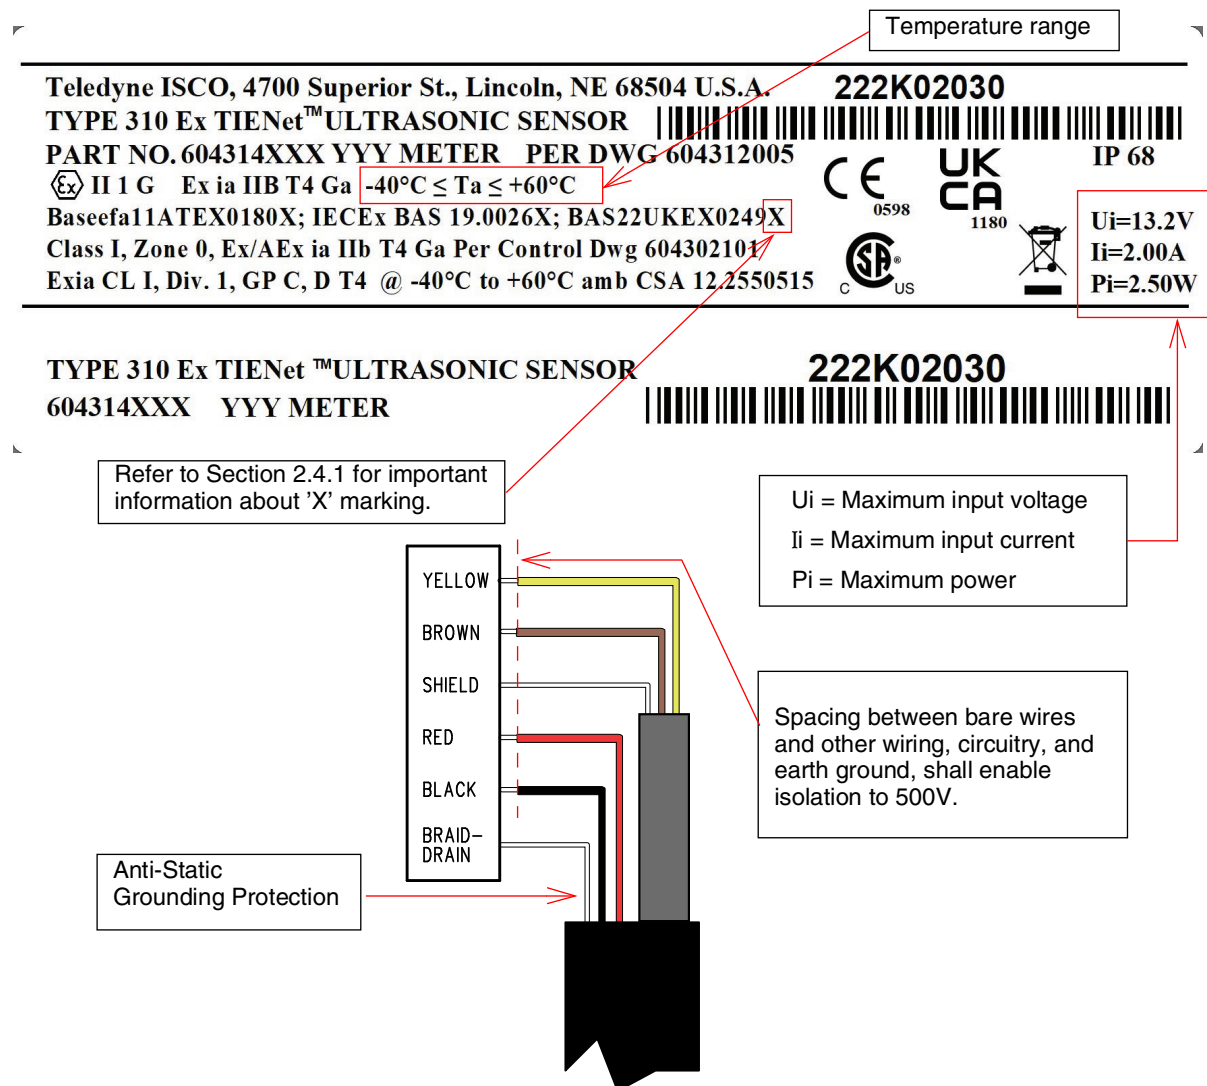 Temperature range
Teledyne ISCO, 4700 Superior St., Lincoln, NE 68504 U.S.A.
222K02030
TYPE 310 Ex TIENet™ ULTRASONIC SENSOR
PART NO. 604314XXX YYY METER PER DWG 604312005
IP 68
Ex II 1 G Ex ia IIB T4 Ga -40°C ≤ Ta ≤ +60°C
CE 0598
UK CA 1180
Baseefa11ATEX0180X; IECEx BAS 19.0026X; BAS22UKEX0249X
Class I, Zone 0, Ex/AEx ia IIb T4 Ga Per Control Dwg 604302101
Exia CL I, Div. 1, GP C, D T4 @ -40°C to +60°C amb CSA 12.2550515
C SA® US
Ui=13.2V
Ii=2.00A
Pi=2.50W
TYPE 310 Ex TIENet ™ULTRASONIC SENSOR
222K02030
604314XXX YYY METER
Refer to Section 2.4.1 for important
information about 'X' marking.
Ui = Maximum input voltage
Ii = Maximum input current
Pi = Maximum power
YELLOW
BROWN
SHIELD
RED
BLACK
BRAID–
DRAIN
Spacing between bare wires
and other wiring, circuitry, and
earth ground, shall enable
isolation to 500V.
Anti-Static
Grounding Protection